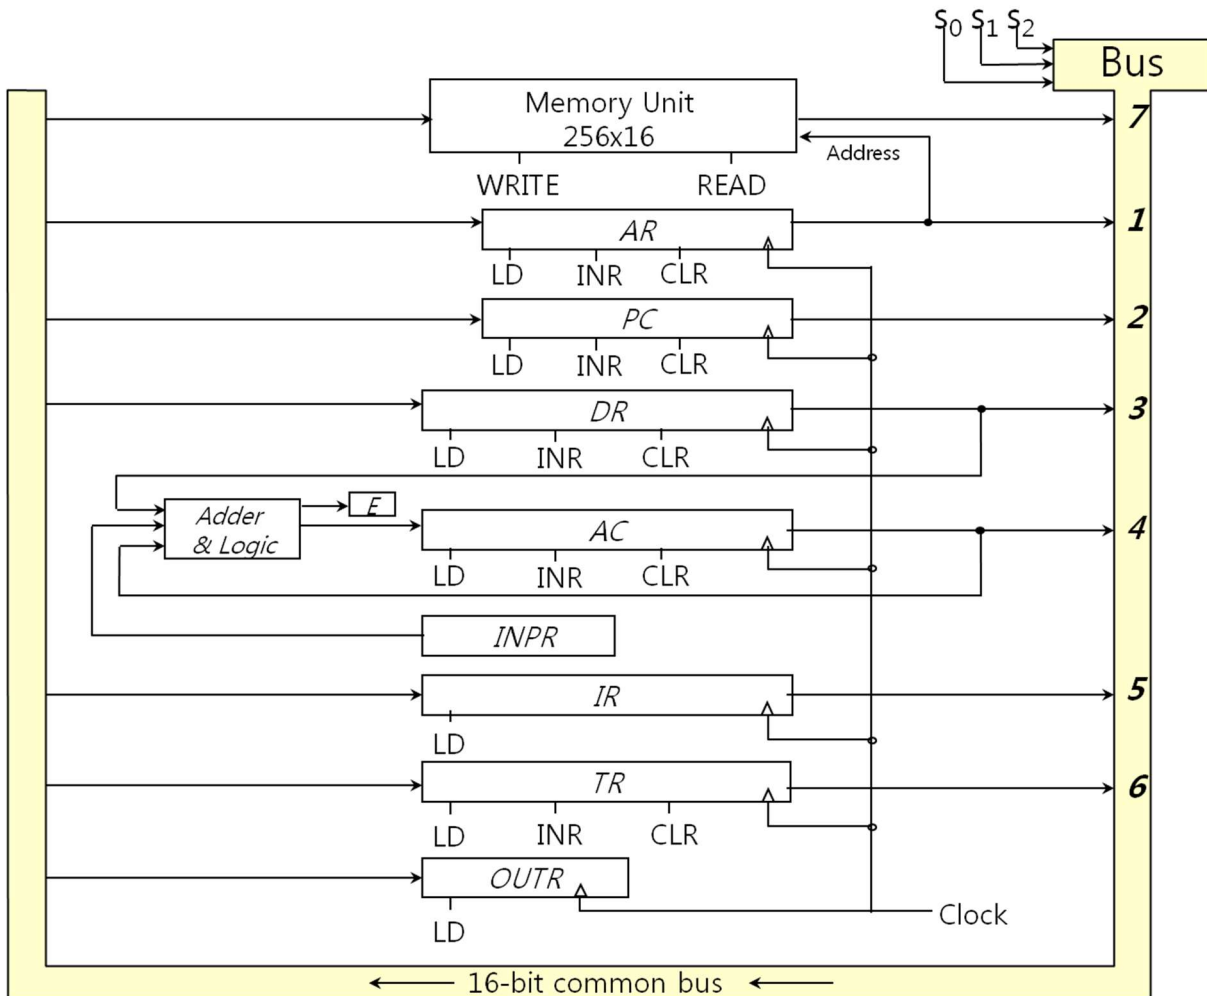 S0 S1 S2
Bus
Memory Unit
256x16
7
Address
WRITE READ
AR
1
LD INR CLR
PC
2
LD INR CLR
DR
3
LD INR CLR
Adder
& Logic
E
AC
4
LD INR CLR
INPR
IR
5
LD
TR
6
LD INR CLR
OUTR
LD
Clock
16-bit common bus